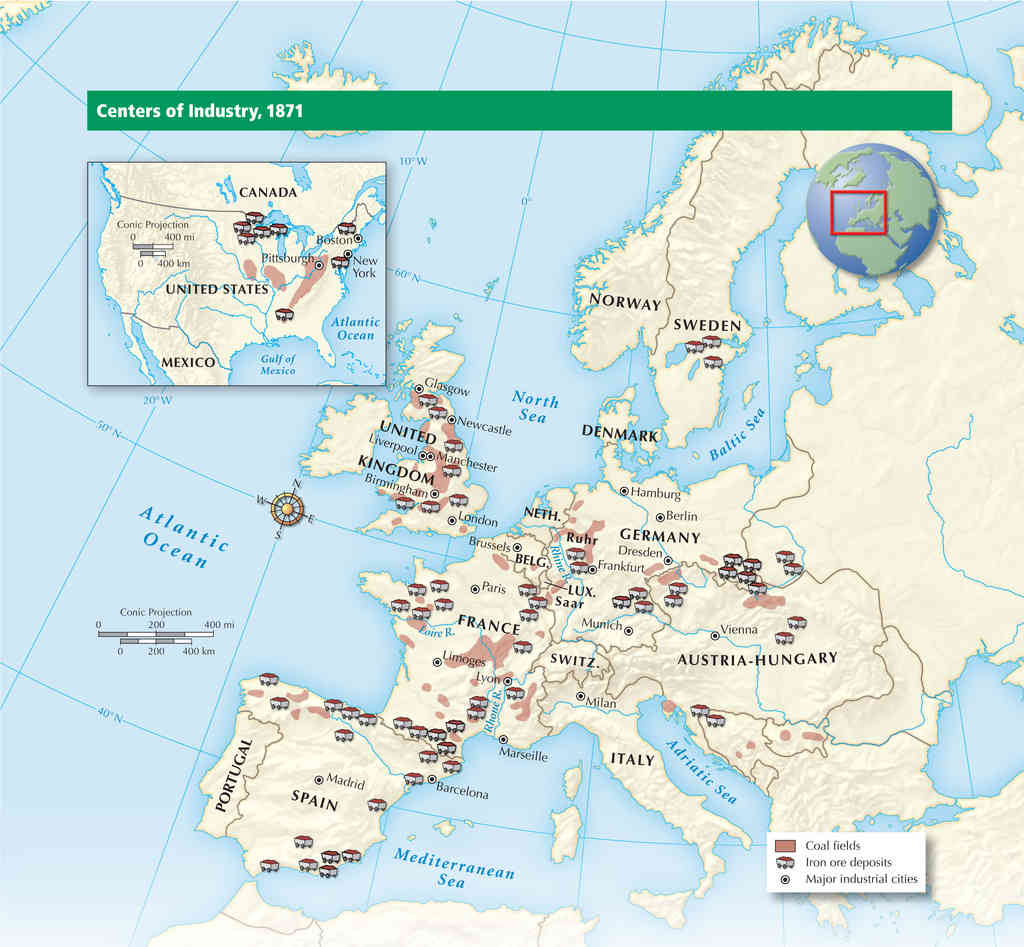 Centers of Industry, 1871
CANADA
Conic Projection
0 400 mi
0 400 km
Boston
Pittsburgh
New
York
UNITED STATES
Atlantic
Ocean
MEXICO
Gulf of
Mexico
10°W
0°
60°N
20°W
50°N
40°N
NORWAY
SWEDEN
North
Sea
Baltic Sea
DENMARK
Glasgow
Newcastle
UNITED
KINGDOM
Liverpool
Manchester
Birmingham
London
N
W
E
S
Atlantic
Ocean
Conic Projection
0 200 400 mi
0 200 400 km
NETH.
Hamburg
Berlin
Ruhr
GERMANY
Brussels
BELG.
Rhine R.
Dresden
Frankfurt
LUX.
Saar
Paris
FRANCE
Loire R.
Munich
Vienna
Limoges
SWITZ.
AUSTRIA-HUNGARY
Lyon
Rhone R.
Milan
Marseille
ITALY
Adriatic Sea
PORTUGAL
Madrid
SPAIN
Barcelona
Mediterranean
Sea
Coal fields
Iron ore deposits
Major industrial cities